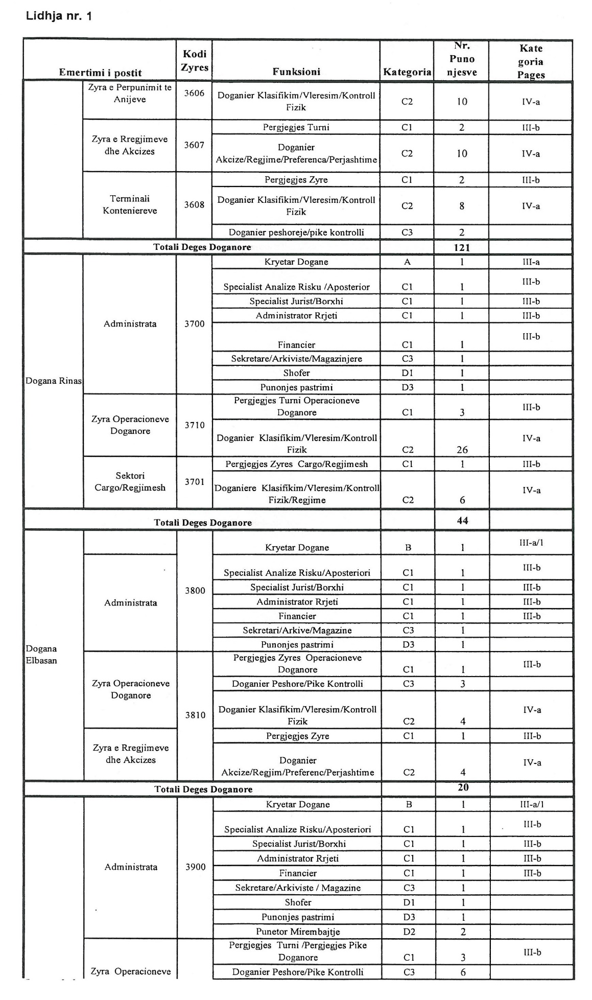 Lidhja nr. 1
Emertimi i postit
Kodi
Zyres
Funksioni
Kategoria
Nr.
Puno
njesve
Kate
goria
Pages
Zyra e Perpunimit te
Anijeve
3606
Doganier Klasifikim/Vleresim/Kontroll
Fizik
C2
10
IV-a
Zyra e Rregjimeve
dhe Akcizes
3607
Pergjegjes Turni
C1
2
III-b
Doganier
Akcize/Regjime/Preferenca/Perjashtime
C2
10
IV-a
Terminali
Konteniereve
3608
Pergjegjes Zyre
C1
2
III-b
Doganier Klasifikim/Vleresim/Kontroll
Fizik
C2
8
IV-a
Doganier peshoreje/pike kontrolli
C3
2
Totali Deges Doganore
121
Dogana Rinas
Administrata
3700
Kryetar Dogane
A
1
III-a
Specialist Analize Risku /Aposterior
C1
1
III-b
Specialist Jurist/Borxhi
C1
1
III-b
Administrator Rrjeti
C1
1
III-b
Financier
C1
1
III-b
Sekretare/Arkiviste/Magazinjere
C3
1
Shofer
D1
1
Punonjes pastrimi
D3
1
Zyra Operacioneve
Doganore
3710
Pergjegjes Turni Operacioneve
Doganore
C1
3
III-b
Doganier Klasifikim/Vleresim/Kontroll
Fizik
C2
26
IV-a
Sektori
Cargo/Regjimesh
3701
Pergjegjes Zyres Cargo/Regjimesh
C1
1
III-b
Doganiere Klasifikim/Vleresim/Kontroll
Fizik/Regjime
C2
6
IV-a
Totali Deges Doganore
44
Dogana
Elbasan
Administrata
3800
Kryetar Dogane
B
1
III-a/1
Specialist Analize Risku/Aposteriori
C1
1
III-b
Specialist Jurist/Borxhi
C1
1
III-b
Administrator Rrjeti
C1
1
III-b
Financier
C1
1
III-b
Sekretari/Arkive/Magazine
C3
1
Punonjes pastrimi
D3
1
Zyra Operacioneve
Doganore
3810
Pergjegjes Zyres Operacioneve
Doganore
C1
1
III-b
Doganier Peshore/Pike Kontrolli
C3
3
Doganier Klasifikim/Vleresim/Kontroll
Fizik
C2
4
IV-a
Zyra e Rregjimeve
dhe Akcizes
Pergjegjes Zyre
C1
1
III-b
Doganier
Akcize/Regjim/Preferenc/Perjashtime
C2
4
IV-a
Totali Deges Doganore
20
Administrata
3900
Kryetar Dogane
B
1
III-a/1
Specialist Analize Risku/Aposteriori
C1
1
III-b
Specialist Jurist/Borxhi
C1
1
III-b
Administrator Rrjeti
C1
1
III-b
Financier
C1
1
III-b
Sekretare/Arkiviste / Magazine
C3
1
Shofer
D1
1
Punonjes pastrimi
D3
1
Punetor Mirembajtje
D2
2
Zyra Operacioneve
Pergjegjes Turni /Pergjegjes Pike
Doganore
C1
3
III-b
Doganier Peshore/Pike Kontrolli
C3
6